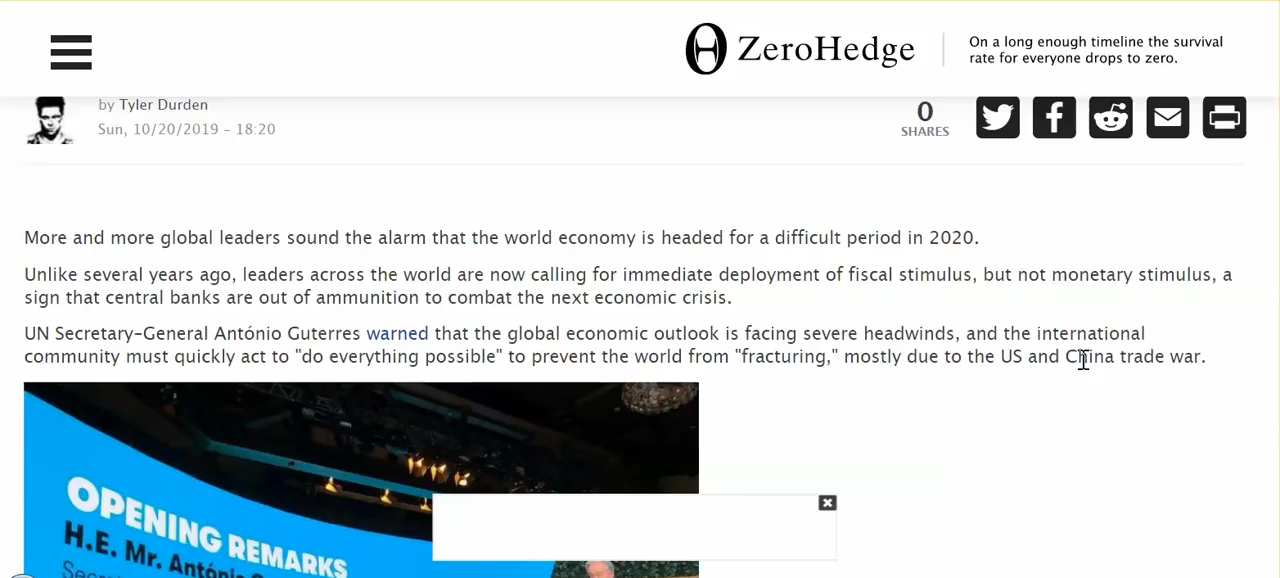 ZeroHedge
On a long enough timeline the survival
rate for everyone drops to zero.
by Tyler Durden
Sun, 10/20/2019 – 18:20
0
SHARES
More and more global leaders sound the alarm that the world economy is headed for a difficult period in 2020.
Unlike several years ago, leaders across the world are now calling for immediate deployment of fiscal stimulus, but not monetary stimulus, a
sign that central banks are out of ammunition to combat the next economic crisis.
UN Secretary-General António Guterres warned that the global economic outlook is facing severe headwinds, and the international
community must quickly act to "do everything possible" to prevent the world from "fracturing," mostly due to the US and China trade war.
OPENING REMARKS
H.E. Mr. António